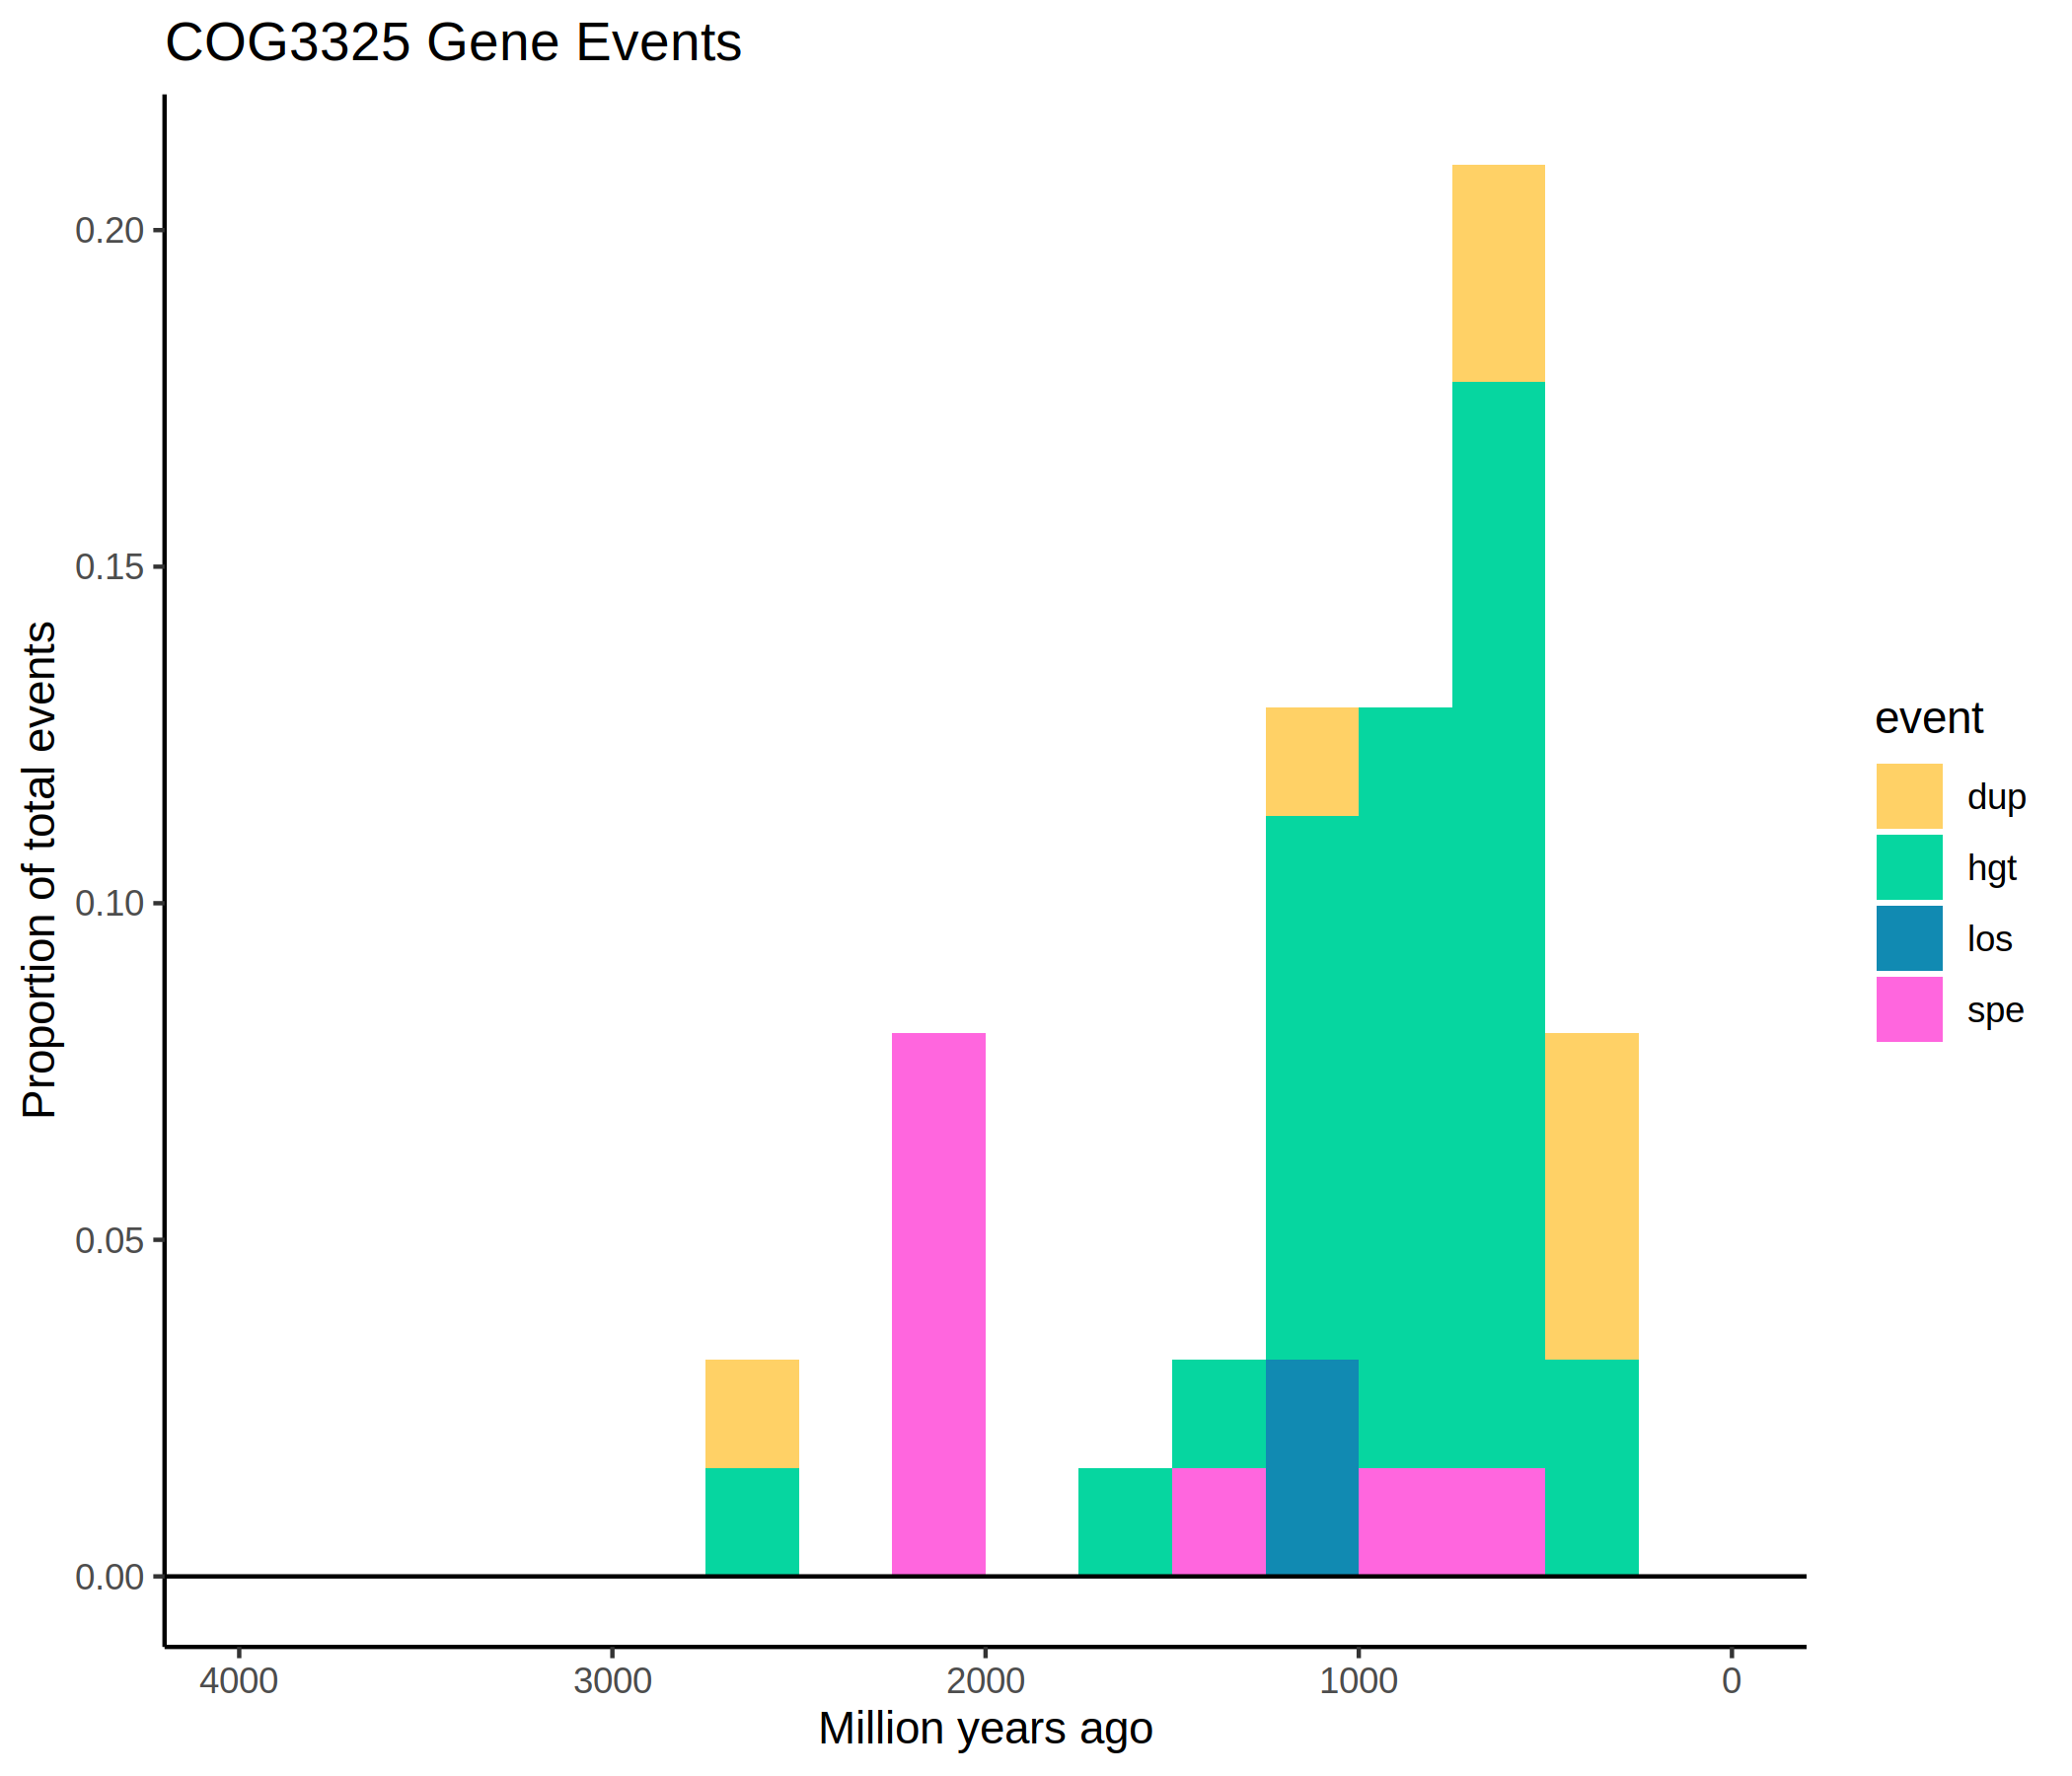 COG3325 Gene Events
Proportion of total events
0.20
0.15
0.10
0.05
0.00
4000 3000 2000 1000 0
Million years ago
event
dup
hgt
los
spe